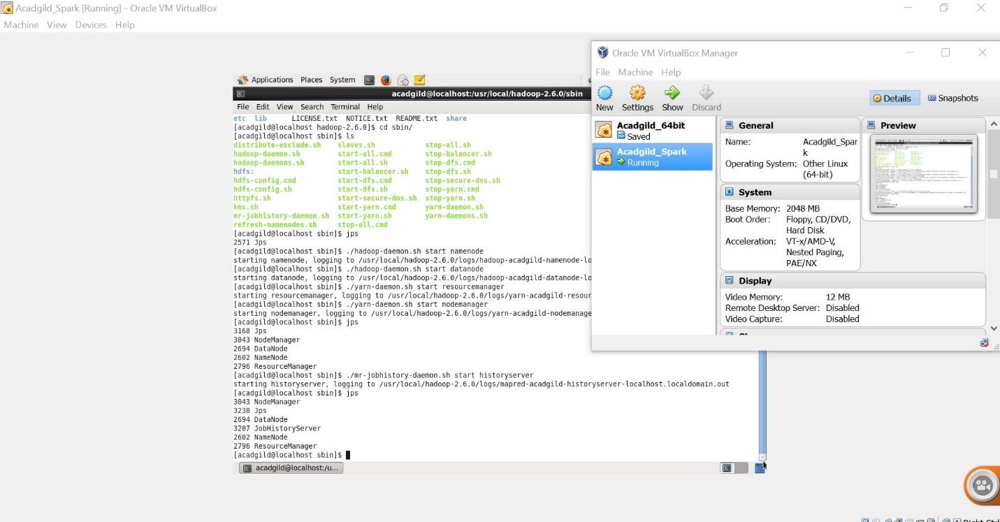 Acadgild_Spark [Running] - Oracle VM VirtualBox
Machine View Devices Help
Applications Places System
acadgild@localhost:/usr/local/hadoop-2.6.0/sbin
File Edit View Search Terminal Help
etc lib LICENSE.txt NOTICE.txt README.txt share
[acadgild@localhost hadoop-2.6.0]$ cd sbin/
[acadgild@localhost sbin]$ ls
distribute-exclude.sh slaves.sh stop-all.sh
hadoop-daemon.sh start-all.cmd stop-balancer.sh
hadoop-daemons.sh start-all.sh stop-dfs.cmd
hdfs: start-balancer.sh stop-dfs.sh
hdfs-config.cmd start-dfs.cmd stop-secure-dns.sh
hdfs-config.sh start-dfs.sh stop-yarn.cmd
httpfs.sh start-secure-dns.sh stop-yarn.sh
kms.sh start-yarn.cmd yarn-daemon.sh
mr-jobhistory-daemon.sh start-yarn.sh yarn-daemons.sh
refresh-namenodes.sh stop-all.cmd
[acadgild@localhost sbin]$ jps
2571 Jps
[acadgild@localhost sbin]$ ./hadoop-daemon.sh start namenode
starting namenode, logging to /usr/local/hadoop-2.6.0/logs/hadoop-acadgild-namenode-lo
[acadgild@localhost sbin]$ ./hadoop-daemon.sh start datanode
starting datanode, logging to /usr/local/hadoop-2.6.0/logs/hadoop-acadgild-datanode-lo
[acadgild@localhost sbin]$ ./yarn-daemon.sh start resourcemanager
starting resourcemanager, logging to /usr/local/hadoop-2.6.0/logs/yarn-acadgild-resour
[acadgild@localhost sbin]$ ./yarn-daemon.sh start nodemanager
starting nodemanager, logging to /usr/local/hadoop-2.6.0/logs/yarn-acadgild-nodemanage
[acadgild@localhost sbin]$ jps
3168 Jps
3043 NodeManager
2694 DataNode
2602 NameNode
2796 ResourceManager
[acadgild@localhost sbin]$ ./mr-jobhistory-daemon.sh start historyserver
starting historyserver, logging to /usr/local/hadoop-2.6.0/logs/mapred-acadgild-historyserver-localhost.localdomain.out
[acadgild@localhost sbin]$ jps
3043 NodeManager
3238 Jps
2694 DataNode
3207 JobHistoryServer
2602 NameNode
2796 ResourceManager
[acadgild@localhost sbin]$
acadgild@localhost:/u...
Oracle VM VirtualBox Manager
File Machine Help
New Settings Show Discard
Details Snapshots
Acadgild_64bit
Saved
Acadgild_Spark
Running
General
Name: Acadgild_Spar
k
Operating System: Other Linux
(64-bit)
System
Base Memory: 2048 MB
Boot Order: Floppy, CD/DVD,
Hard Disk
Acceleration: VT-x/AMD-V,
Nested Paging,
PAE/NX
Display
Video Memory: 12 MB
Remote Desktop Server: Disabled
Video Capture: Disabled
Preview